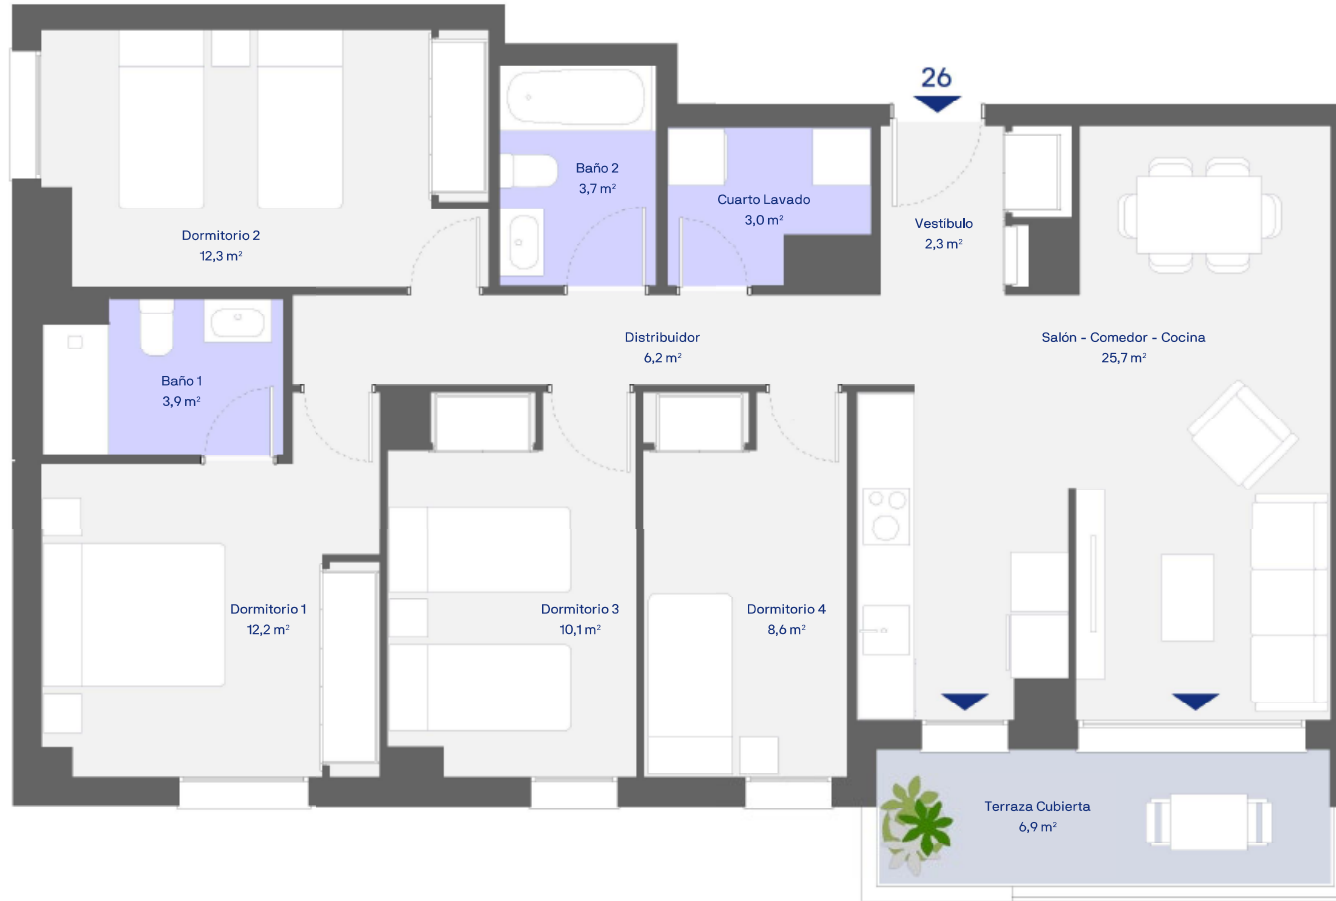 26
Baño 2
3,7 m²
Cuarto Lavado
3,0 m²
Vestíbulo
2,3 m²
Dormitorio 2
12,3 m²
Distribuidor
6,2 m²
Salón - Comedor - Cocina
25,7 m²
Baño 1
3,9 m²
Dormitorio 1
12,2 m²
Dormitorio 3
10,1 m²
Dormitorio 4
8,6 m²
Terraza Cubierta
6,9 m²